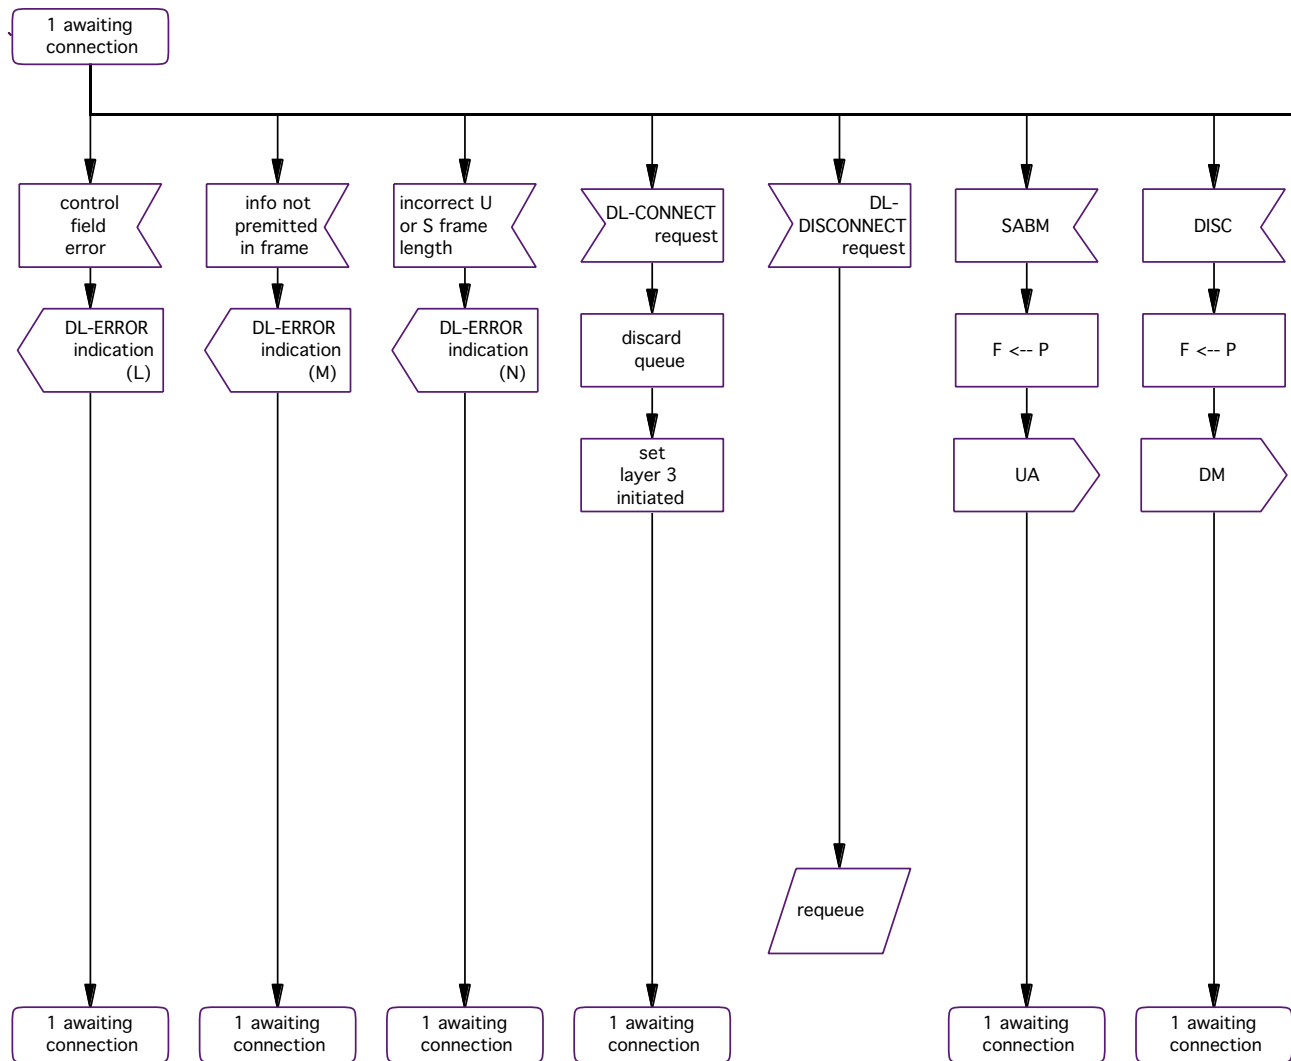 1 awaiting
connection
control
field
error
info not
premitted
in frame
incorrect U
or S frame
length
DL-CONNECT
request
DL-
DISCONNECT
request
SABM
DISC
DL-ERROR
indication
(L)
DL-ERROR
indication
(M)
DL-ERROR
indication
(N)
discard
queue
F <-- P
F <-- P
set
layer 3
initiated
UA
DM
requeue
1 awaiting
connection
1 awaiting
connection
1 awaiting
connection
1 awaiting
connection
1 awaiting
connection
1 awaiting
connection